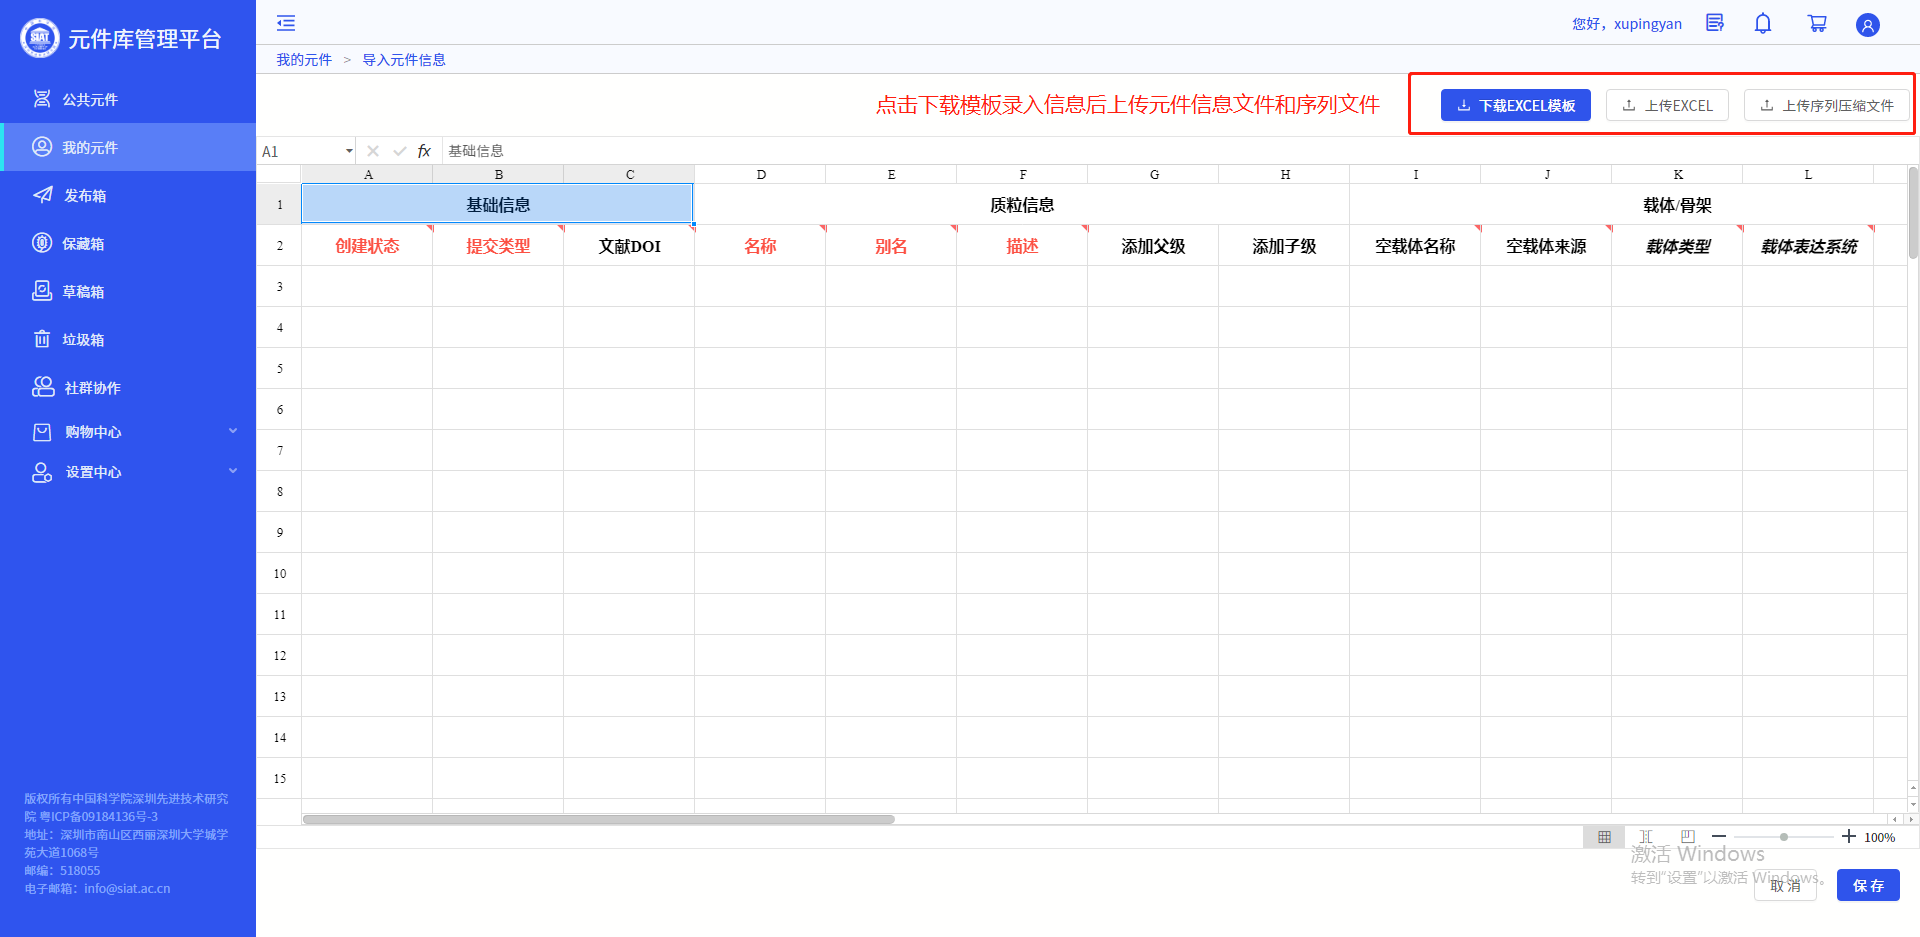 元件库管理平台
您好，xupingyan
公共元件
我的元件
发布箱
保藏箱
草稿箱
垃圾箱
社群协作
购物中心
设置中心
版权所有中国科学院深圳先进技术研究
院 粤ICP备09184136号-3
地址：深圳市南山区西丽深圳大学城学
苑大道1068号
邮编：518055
电子邮箱：info@siat.ac.cn
我的元件 > 导入元件信息
点击下载模板录入信息后上传元件信息文件和序列文件
下载EXCEL模板 上传EXCEL 上传序列压缩文件
A1 fx 基础信息
A B C D E F G H I J K L
1 基础信息 质粒信息 载体/骨架
2 创建状态 提交类型 文献DOI 名称 别名 描述 添加父级 添加子级 空载体名称 空载体来源 载体类型 载体表达系统
3
4
5
6
7
8
9
10
11
12
13
14
15
100%
激活 Windows
转到"设置"以激活 Windows。
取 消 保 存